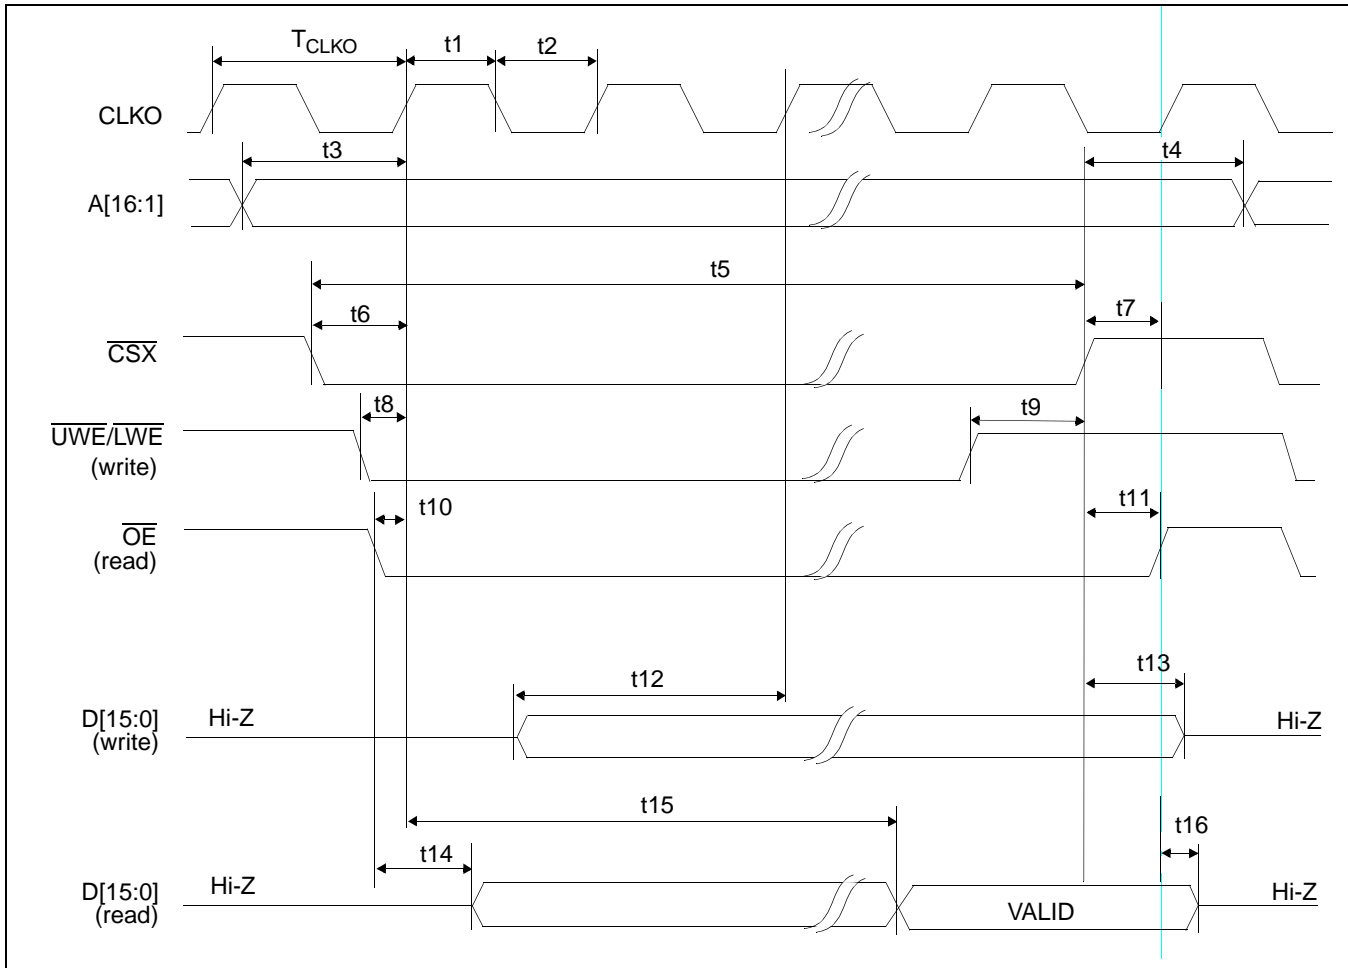 TCLKO t1 t2
CLKO
t3 t4
A[16:1]
t5
t6 t7
CSX
t8 t9
UWE/LWE
(write)
t10 t11
OE
(read)
t12 t13
D[15:0] Hi-Z Hi-Z
(write)
t15
t14 t16
D[15:0] Hi-Z VALID Hi-Z
(read)